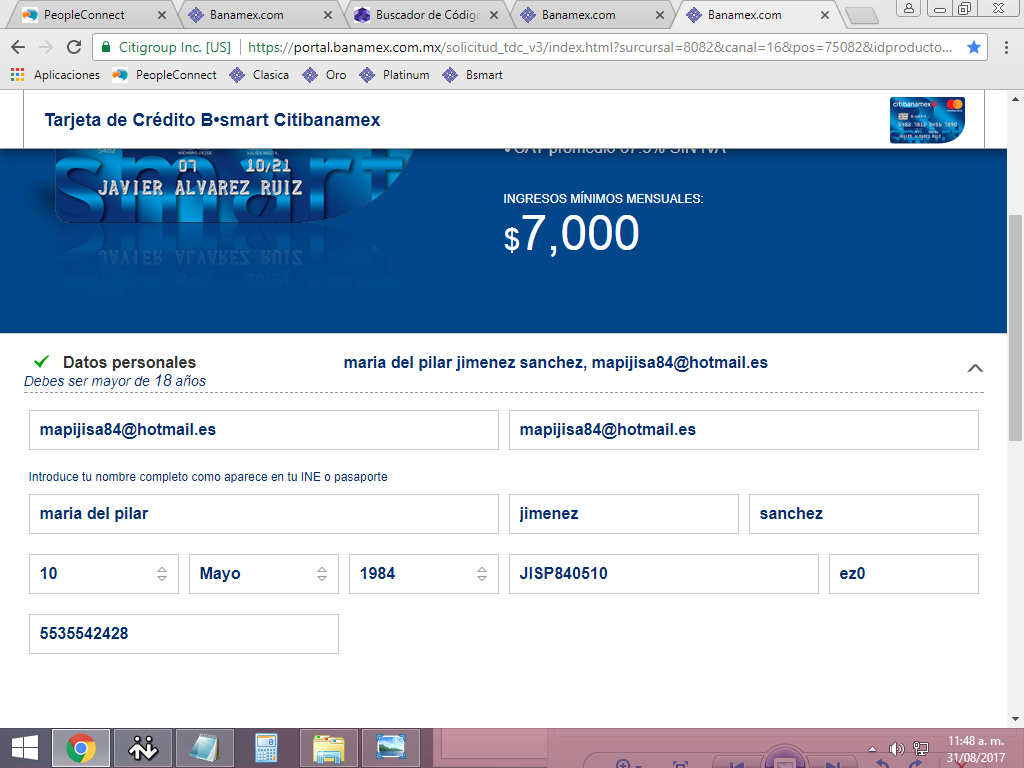 PeopleConnect
Banamex.com
Buscador de Códig
Banamex.com
Banamex.com
Citigroup Inc. [US]
https://portal.banamex.com.mx/solicitud_tdc_v3/index.html?surcursal=8082&canal=16&pos=75082&idproducto...
Aplicaciones PeopleConnect Clasica Oro Platinum Bsmart
Tarjeta de Crédito B•smart Citibanamex
citibanamex
smart
07 10/21
JAVIER ALVAREZ RUIZ
INGRESOS MÍNIMOS MENSUALES:
$7,000
Datos personales
maria del pilar jimenez sanchez, mapijisa84@hotmail.es
Debes ser mayor de 18 años
mapijisa84@hotmail.es mapijisa84@hotmail.es
Introduce tu nombre completo como aparece en tu INE o pasaporte
maria del pilar jimenez sanchez
10 Mayo 1984 JISP840510 ez0
5535542428
11:48 a. m.
31/08/2017